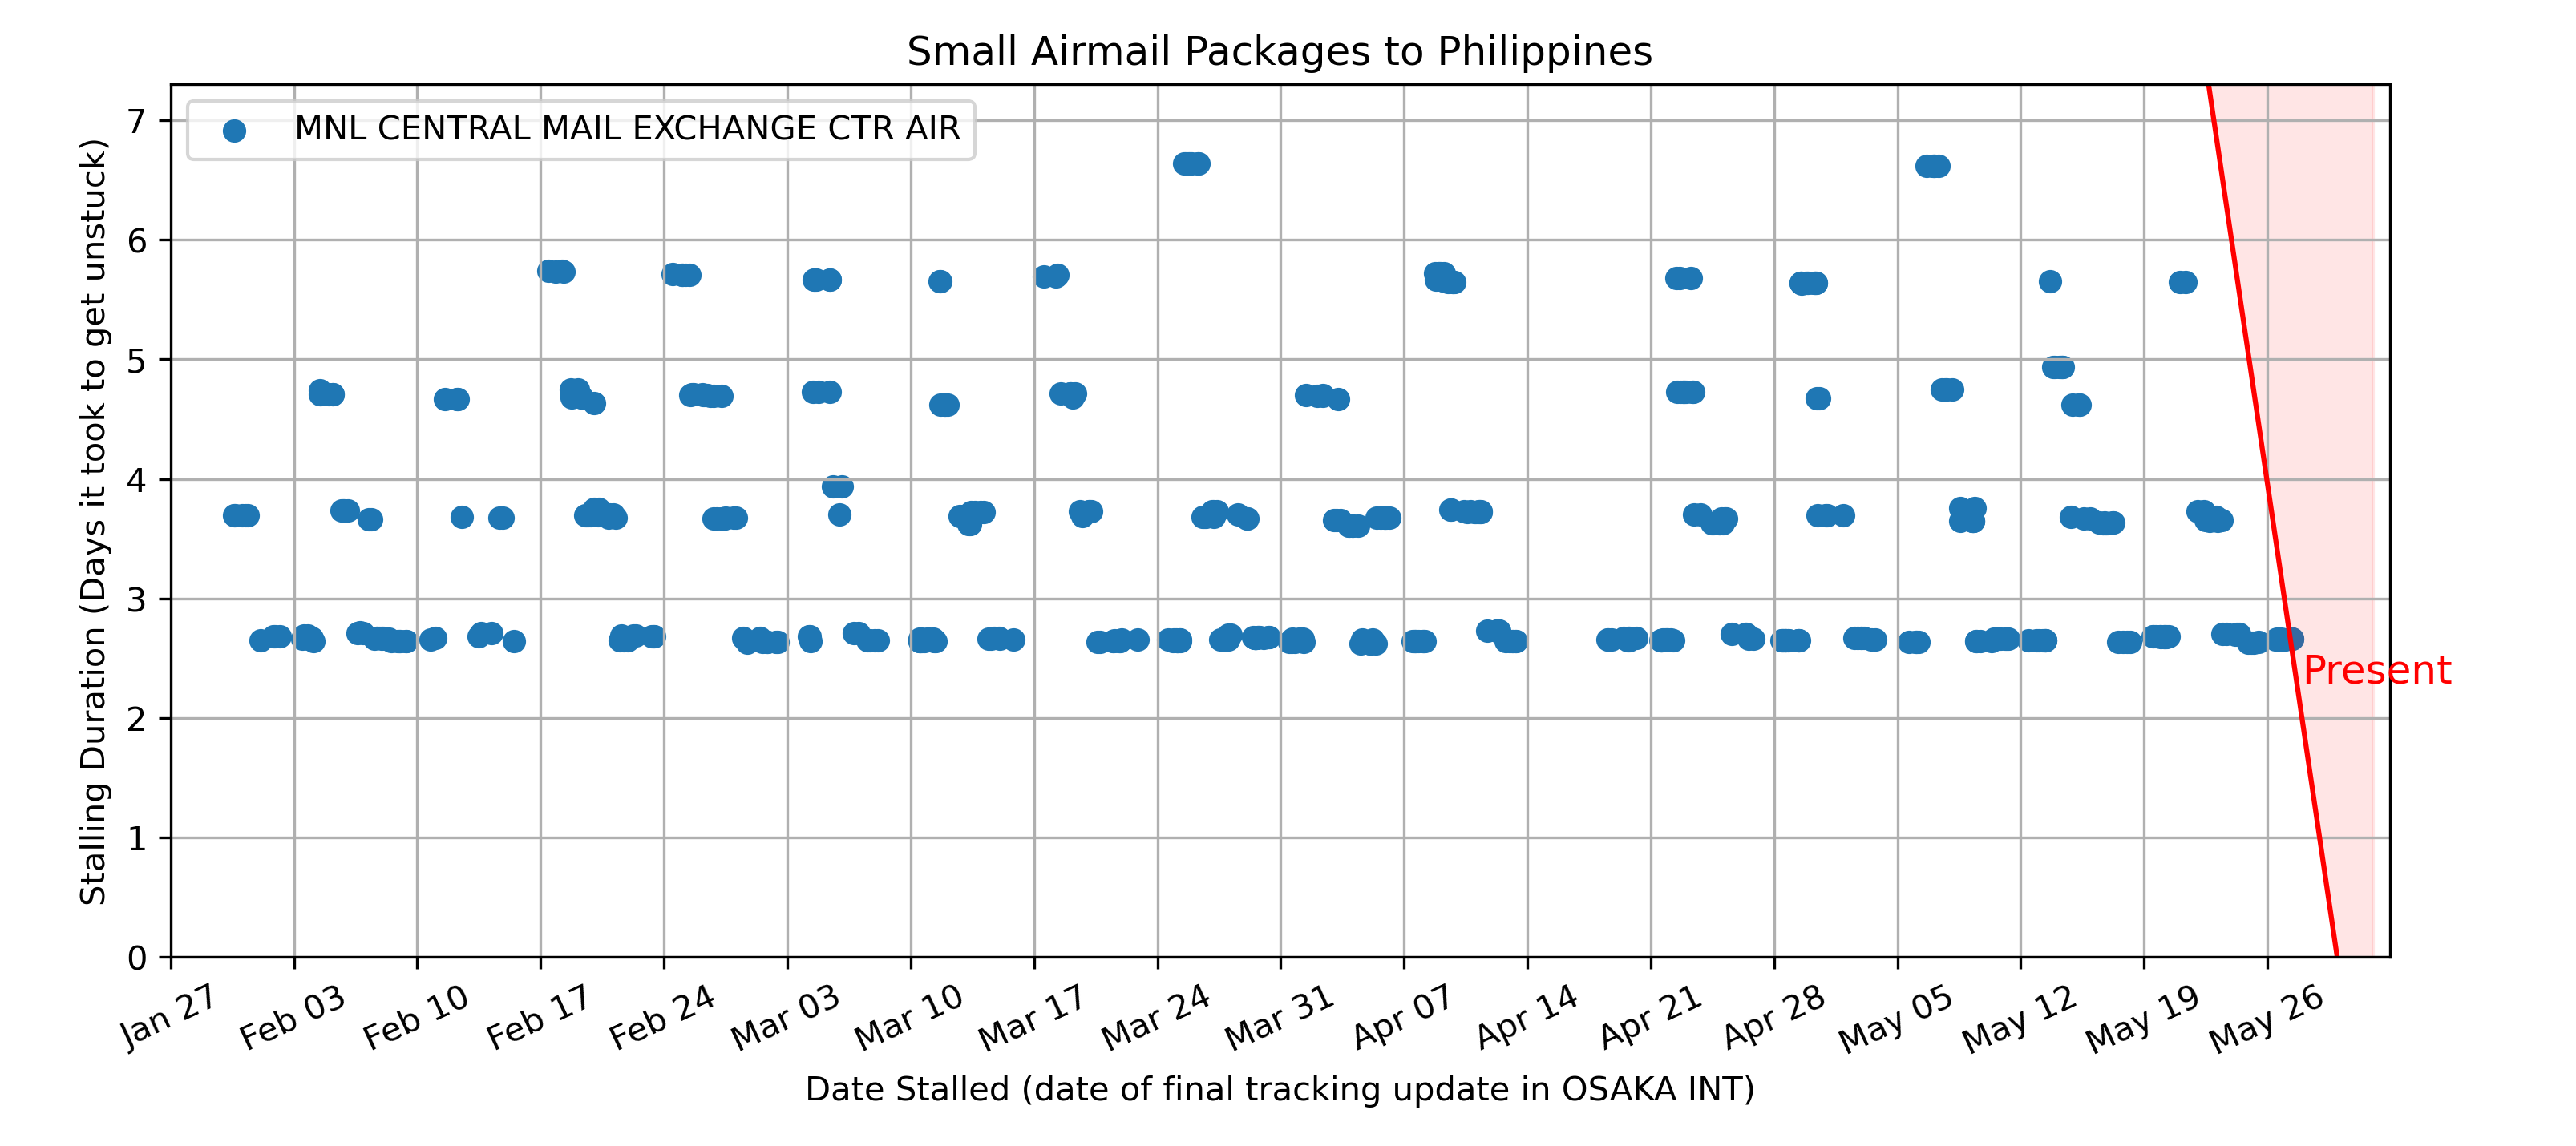 Small Airmail Packages to Philippines
MNL CENTRAL MAIL EXCHANGE CTR AIR
Stalling Duration (Days it took to get unstuck)
7
6
5
4
3
2
1
0
Present
Jan 27
Feb 03
Feb 10
Feb 17
Feb 24
Mar 03
Mar 10
Mar 17
Mar 24
Mar 31
Apr 07
Apr 14
Apr 21
Apr 28
May 05
May 12
May 19
May 26
Date Stalled (date of final tracking update in OSAKA INT)